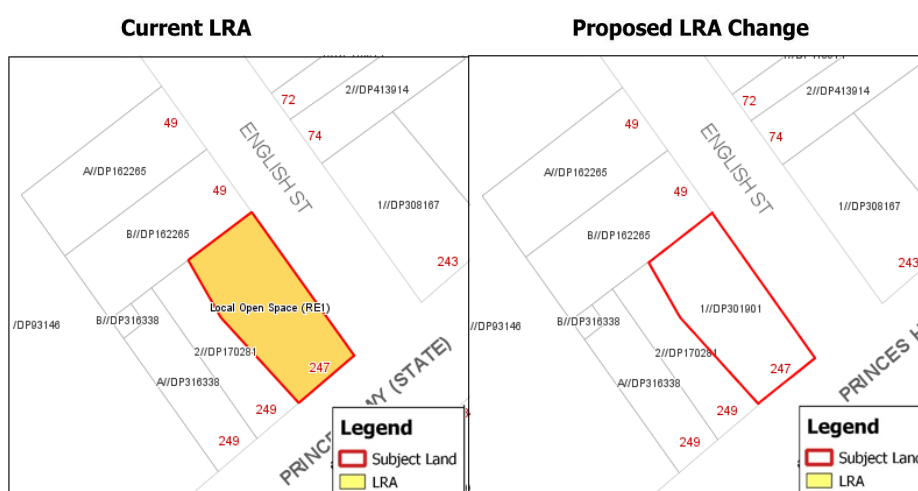 Current LRA
Proposed LRA Change
2//DP413914
72
49
74
ENGLISH ST
A//DP162265
49
1//DP308167
B//DP162265
243
Local Open Space (RE1)
/DP93146
B//DP316338
2//DP170281
247
A//DP316338
249
249
WY (STATE)
Legend
Subject Land
LRA
2//DP413914
72
49
74
ENGLISH ST
A//DP162265
49
1//DP308167
B//DP162265
243
1//DP301901
//DP93146
B//DP316338
2//DP170281
247
A//DP316338
249
249
PRINCES H
Legend
Subject Land
LRA